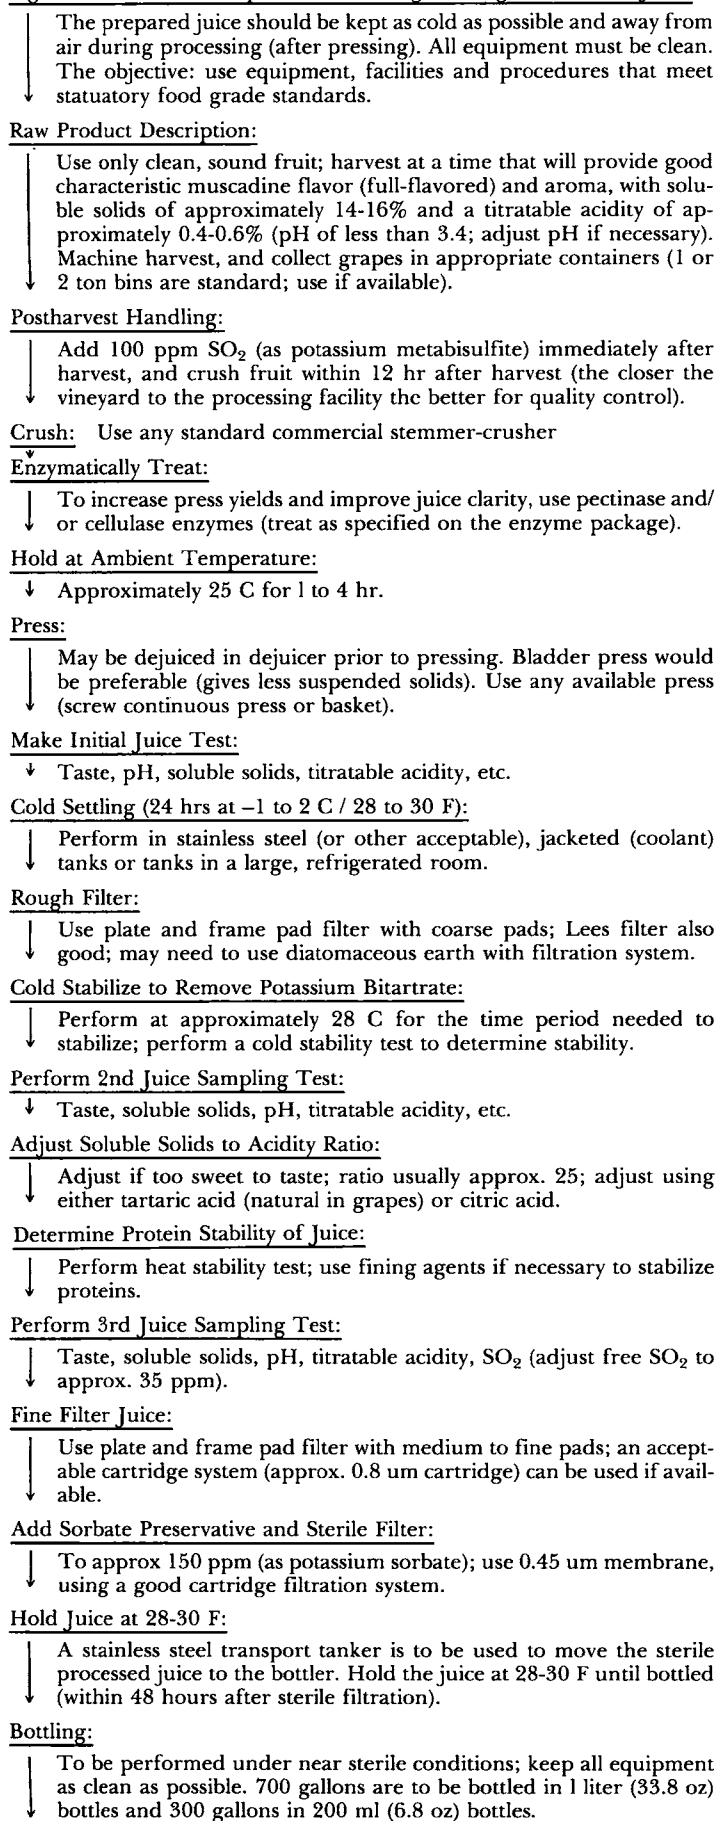 The prepared juice should be kept as cold as possible and away from
air during processing (after pressing). All equipment must be clean.
The objective: use equipment, facilities and procedures that meet
statuatory food grade standards.
Raw Product Description:
Use only clean, sound fruit; harvest at a time that will provide good
characteristic muscadine flavor (full-flavored) and aroma, with solu-
ble solids of approximately 14-16% and a titratable acidity of ap-
proximately 0.4-0.6% (pH of less than 3.4; adjust pH if necessary).
Machine harvest, and collect grapes in appropriate containers (1 or
2 ton bins are standard; use if available).
Postharvest Handling:
Add 100 ppm SO₂ (as potassium metabisulfite) immediately after
harvest, and crush fruit within 12 hr after harvest (the closer the
vineyard to the processing facility the better for quality control).
Crush: Use any standard commercial stemmer-crusher
Enzymatically Treat:
To increase press yields and improve juice clarity, use pectinase and/
or cellulase enzymes (treat as specified on the enzyme package).
Hold at Ambient Temperature:
Approximately 25 C for 1 to 4 hr.
Press:
May be dejuiced in dejuicer prior to pressing. Bladder press would
be preferable (gives less suspended solids). Use any available press
(screw continuous press or basket).
Make Initial Juice Test:
Taste, pH, soluble solids, titratable acidity, etc.
Cold Settling (24 hrs at –1 to 2 C / 28 to 30 F):
Perform in stainless steel (or other acceptable), jacketed (coolant)
tanks or tanks in a large, refrigerated room.
Rough Filter:
Use plate and frame pad filter with coarse pads; Lees filter also
good; may need to use diatomaceous earth with filtration system.
Cold Stabilize to Remove Potassium Bitartrate:
Perform at approximately 28 C for the time period needed to
stabilize; perform a cold stability test to determine stability.
Perform 2nd Juice Sampling Test:
Taste, soluble solids, pH, titratable acidity, etc.
Adjust Soluble Solids to Acidity Ratio:
Adjust if too sweet to taste; ratio usually approx. 25; adjust using
either tartaric acid (natural in grapes) or citric acid.
Determine Protein Stability of Juice:
Perform heat stability test; use fining agents if necessary to stabilize
proteins.
Perform 3rd Juice Sampling Test:
Taste, soluble solids, pH, titratable acidity, SO₂ (adjust free SO₂ to
approx. 35 ppm).
Fine Filter Juice:
Use plate and frame pad filter with medium to fine pads; an accept-
able cartridge system (approx. 0.8 um cartridge) can be used if avail-
able.
Add Sorbate Preservative and Sterile Filter:
To approx 150 ppm (as potassium sorbate); use 0.45 um membrane,
using a good cartridge filtration system.
Hold Juice at 28-30 F:
A stainless steel transport tanker is to be used to move the sterile
processed juice to the bottler. Hold the juice at 28-30 F until bottled
(within 48 hours after sterile filtration).
Bottling:
To be performed under near sterile conditions; keep all equipment
as clean as possible. 700 gallons are to be bottled in 1 liter (33.8 oz)
bottles and 300 gallons in 200 ml (6.8 oz) bottles.